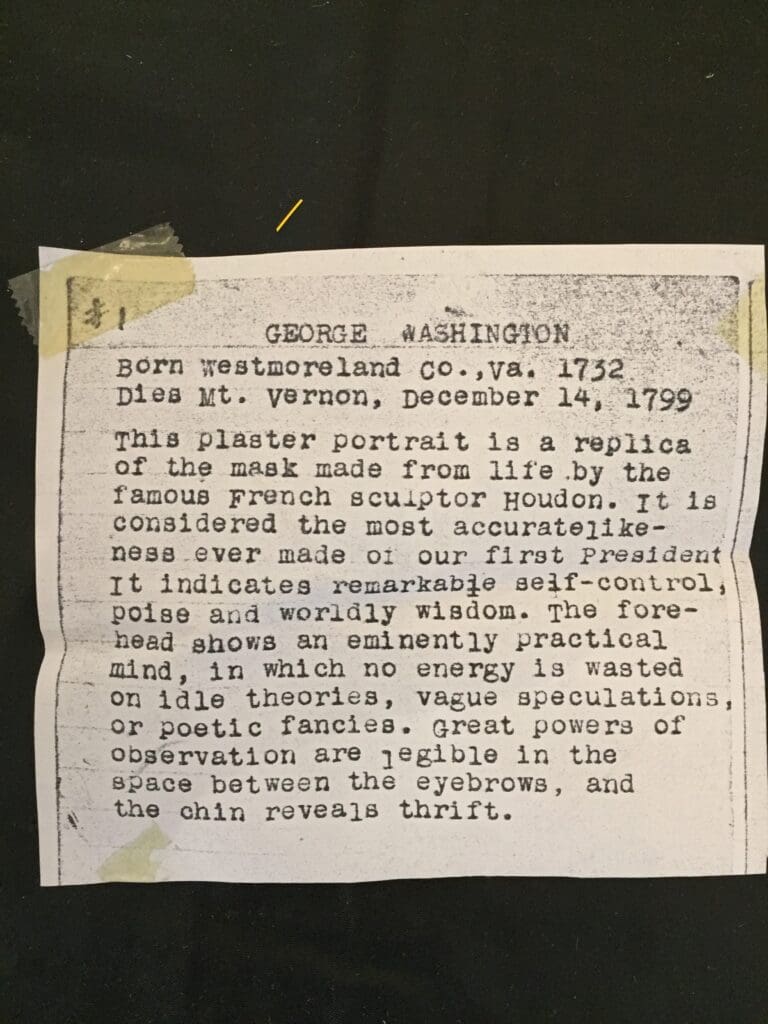 #1
GEORGE WASHINGTON
Born Westmoreland Co.,Va. 1732
Dies Mt. Vernon, December 14, 1799
This plaster portrait is a replica
of the mask made from life by the
famous French sculptor Houdon. It is
considered the most accuratelike-
ness ever made of our first President
It indicates remarkable self-control,
poise and worldly wisdom. The fore-
head shows an eminently practical
mind, in which no energy is wasted
on idle theories, vague speculations,
or poetic fancies. Great powers of
observation are legible in the
space between the eyebrows, and
the chin reveals thrift.